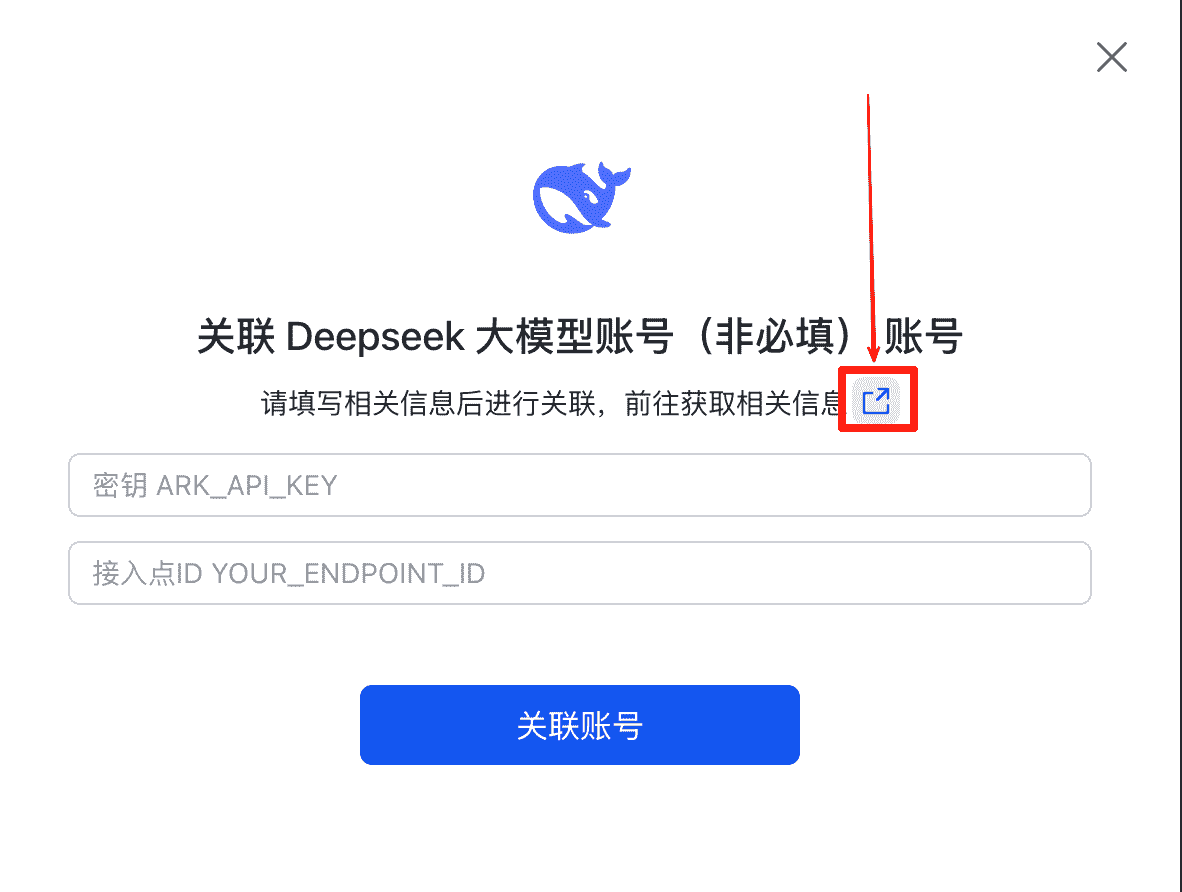 关联 Deepseek 大模型账号（非必填）账号
请填写相关信息后进行关联，前往获取相关信息
密钥 ARK_API_KEY
接入点ID YOUR_ENDPOINT_ID
关联账号